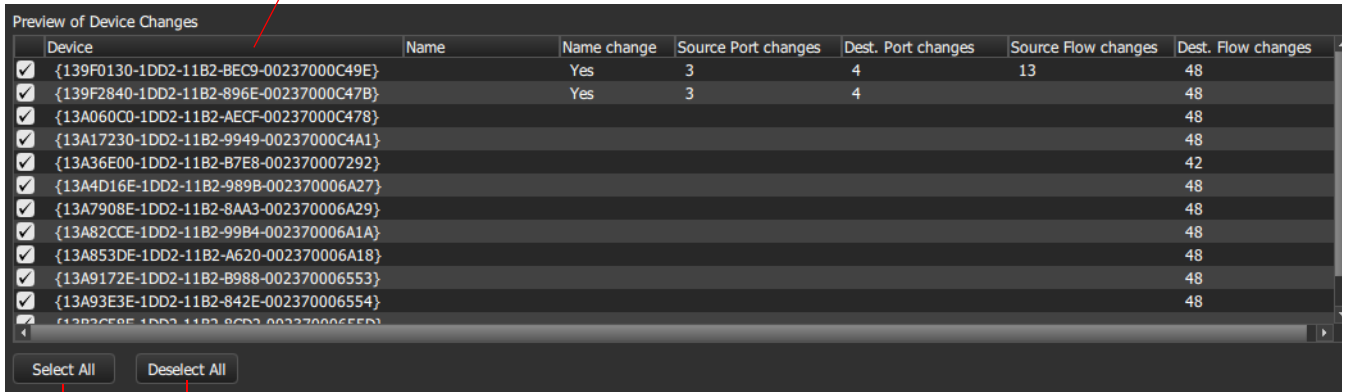 Preview of Device Changes
Device Name Name change Source Port changes Dest. Port changes Source Flow changes Dest. Flow changes
{139F0130-1DD2-11B2-BEC9-00237000C49E} Yes 3 4 13 48
{139F2840-1DD2-11B2-896E-00237000C47B} Yes 3 4 48
{13A060C0-1DD2-11B2-AECF-00237000C478} 48
{13A17230-1DD2-11B2-9949-00237000C4A1} 48
{13A36E00-1DD2-11B2-B7E8-002370007292} 42
{13A4D16E-1DD2-11B2-989B-002370006A27} 48
{13A7908E-1DD2-11B2-8AA3-002370006A29} 48
{13A82CCE-1DD2-11B2-99B4-002370006A1A} 48
{13A853DE-1DD2-11B2-A620-002370006A18} 48
{13A9172E-1DD2-11B2-B988-002370006553} 48
{13A93E3E-1DD2-11B2-842E-002370006554} 48
Select All Deselect All